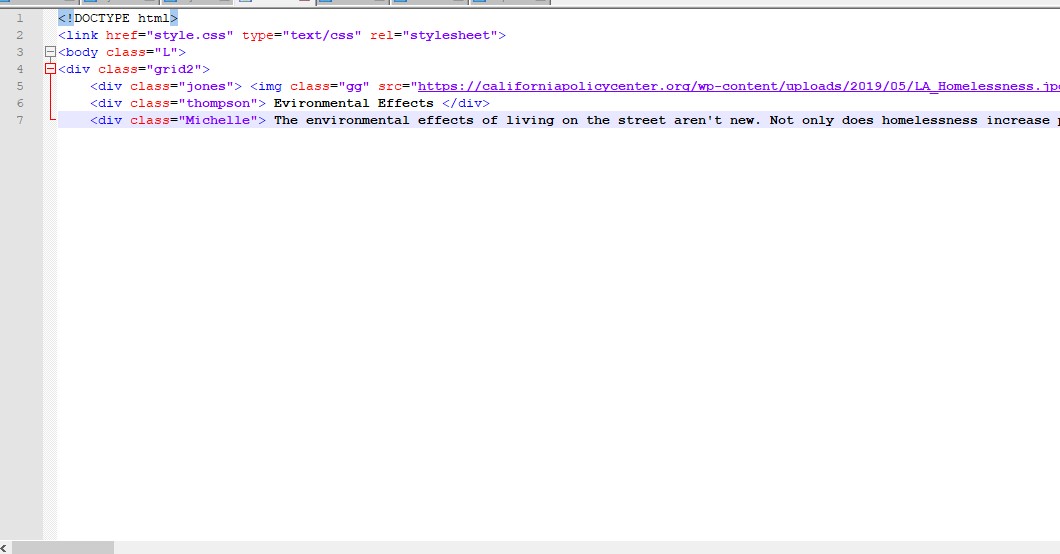 1 <!DOCTYPE html>
2 <link href="style.css" type="text/css" rel="stylesheet">
3 <body class="L">
4 <div class="grid2">
5 <div class="jones"> <img class="gg" src="https://californiapolicycenter.org/wp-content/uploads/2019/05/LA_Homelessness.jp
6 <div class="thompson"> Evironmental Effects </div>
7 <div class="Michelle"> The environmental effects of living on the street aren't new. Not only does homelessness increase